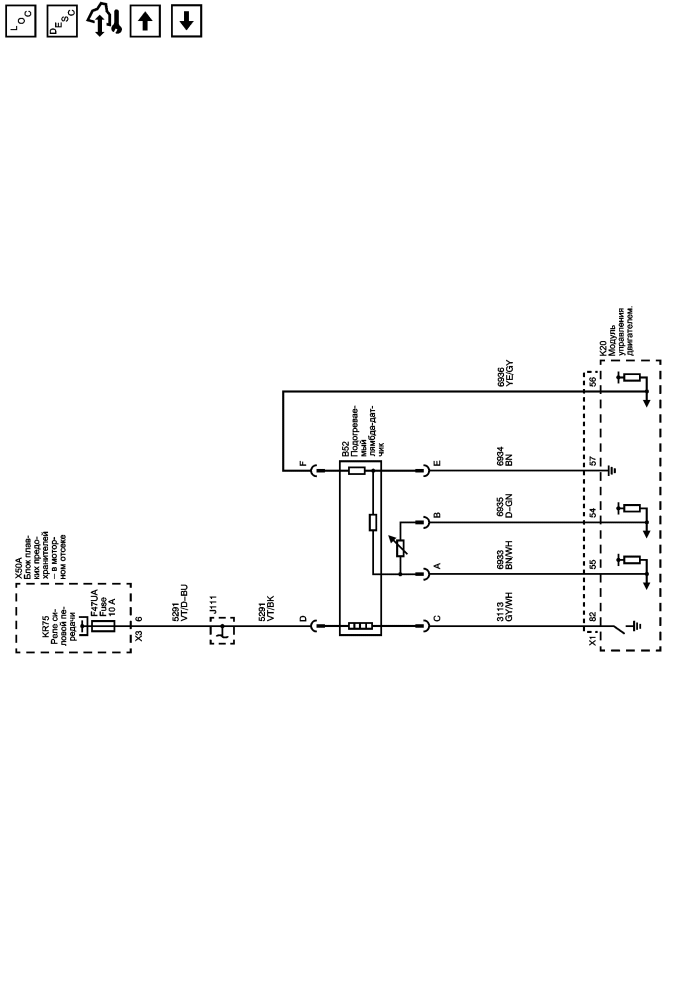 LOC
DESC
X50A
Блок плав-
ких предо-
хранителей
– в мотор-
ном отсеке
KR75
Реле си-
ловой пе-
редачи
F47UA
Fuse
10 A
X3
6
5291
VT/D–BU
J111
5291
VT/BK
D
F
B52
Подогревае-
мый
лямбда-дат-
чик
C
A
B
E
3113
GY/WH
6933
BN/WH
6935
D–GN
6934
BN
6936
YE/GY
X1
82
55
54
57
56
K20
Модуль
управления
двигателем.